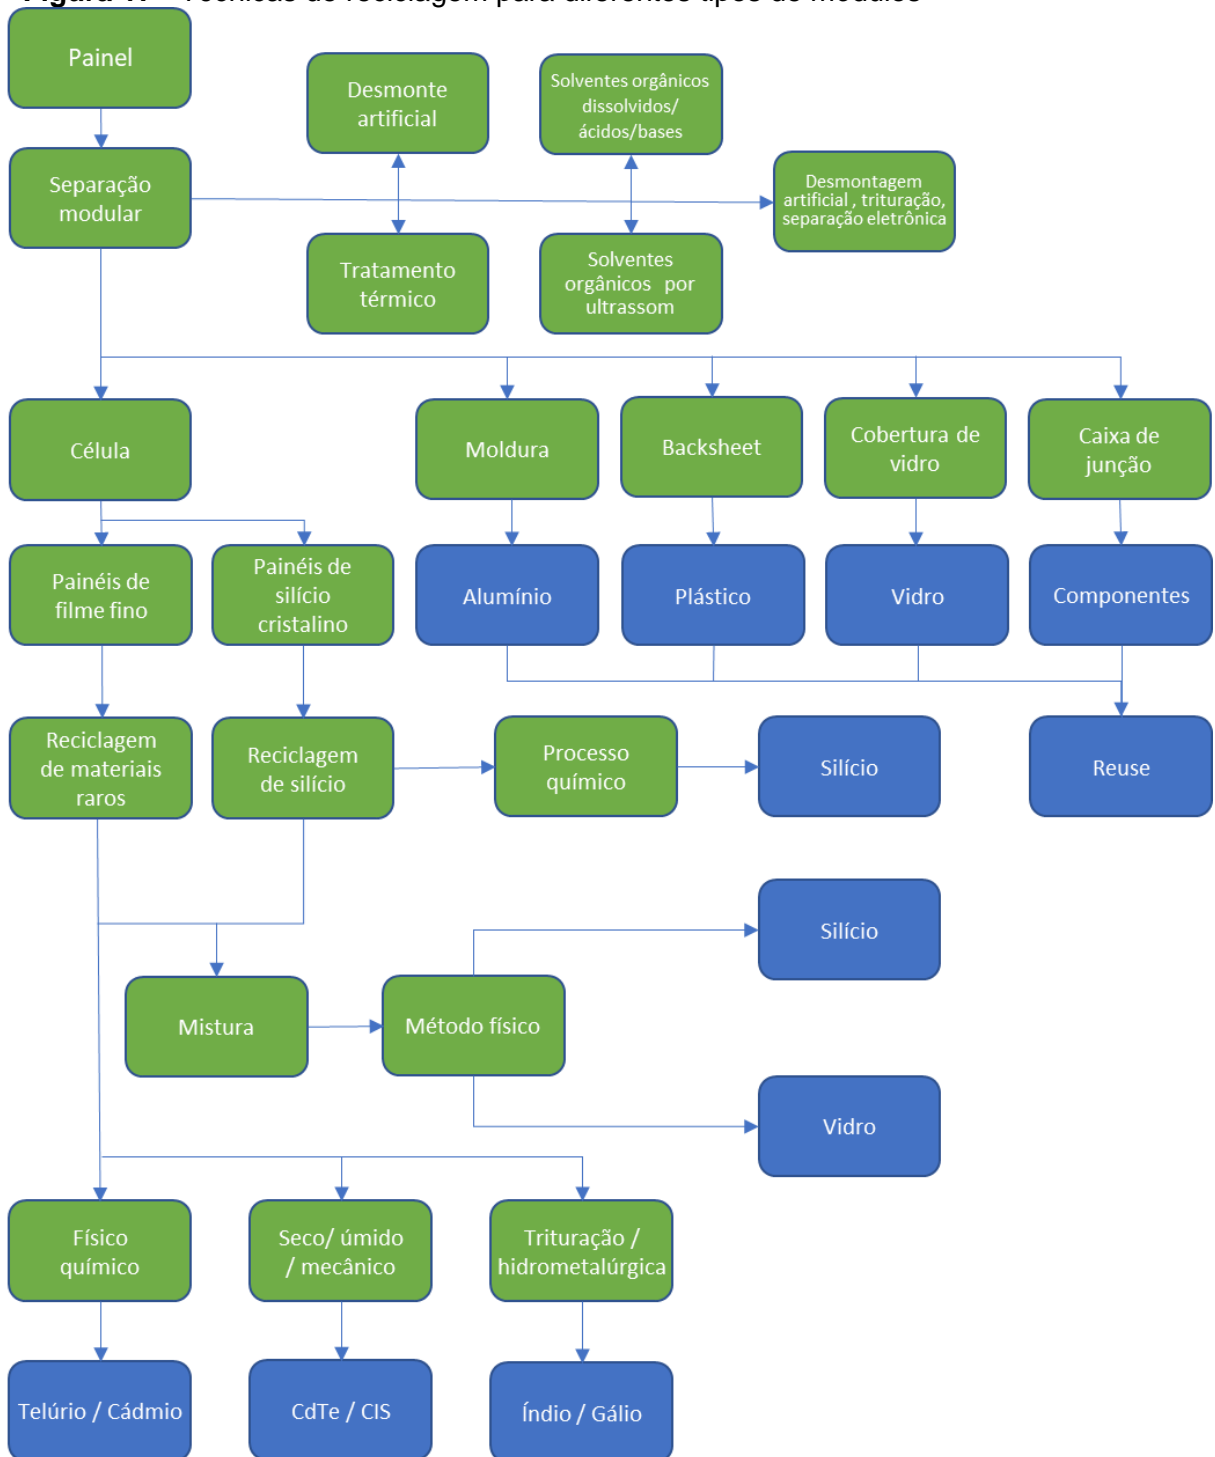 Painel
Desmonte
artificial
Solventes orgânicos
dissolvidos/
ácidos/bases
Separação
modular
Desmontagem
artificial , trituração,
separação eletrônica
Tratamento
térmico
Solventes
orgânicos por
ultrassom
Célula
Moldura
Backsheet
Cobertura de
vidro
Caixa de
junção
Painéis de
filme fino
Painéis de
silício
cristalino
Alumínio
Plástico
Vidro
Componentes
Reciclagem
de materiais
raros
Reciclagem
de silício
Processo
químico
Silício
Reuse
Silício
Mistura
Método físico
Vidro
Físico
químico
Seco/ úmido
/ mecânico
Trituração /
hidrometalúrgica
Telúrio / Cádmio
CdTe / CIS
Índio / Gálio